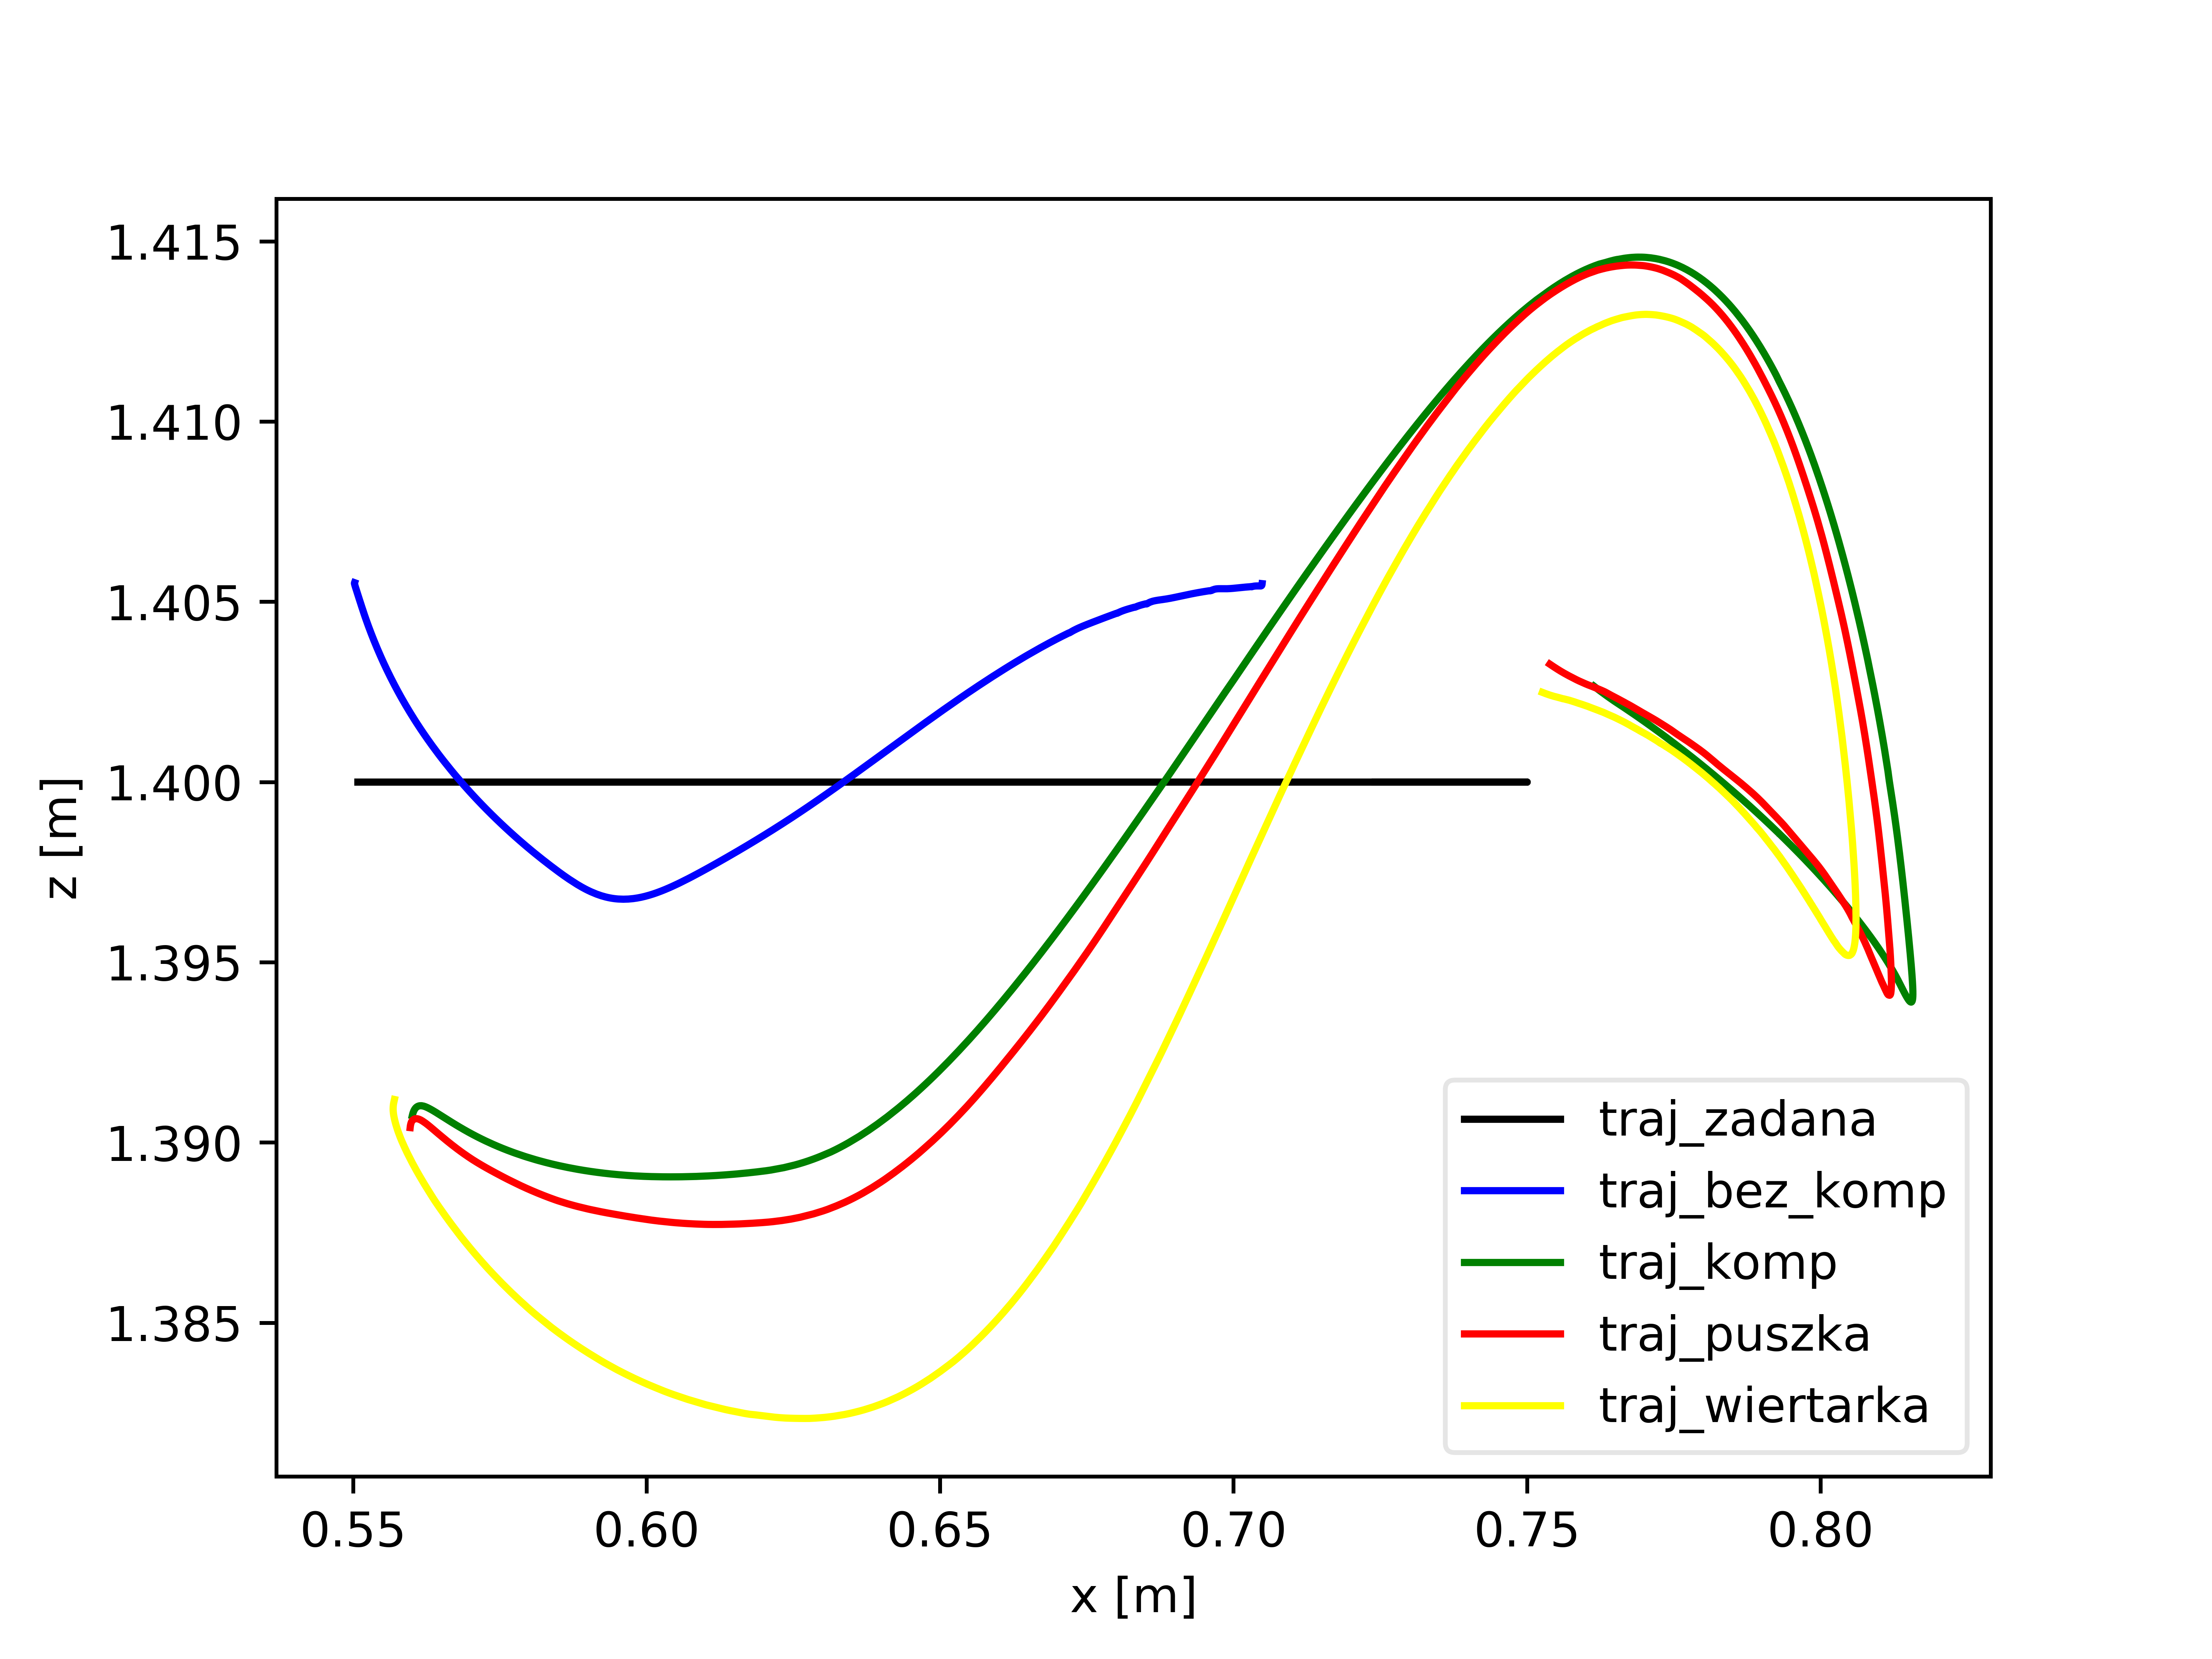 1.415
1.410
1.405
1.400
1.395
1.390
1.385
z [m]
0.55 0.60 0.65 0.70 0.75 0.80
x [m]
traj_zadana
traj_bez_komp
traj_komp
traj_puszka
traj_wiertarka